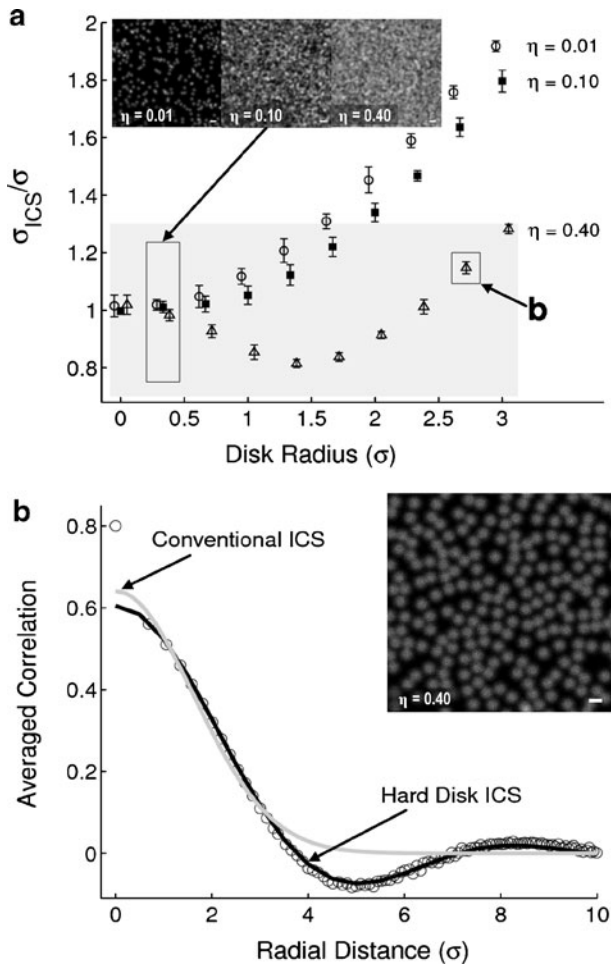 a
2
1.8
1.6
1.4
1.2
1
0.8
σICS/σ
η = 0.01
η = 0.10
η = 0.40
η = 0.01
η = 0.10
η = 0.40
b
0 0.5 1 1.5 2 2.5 3
Disk Radius (σ)
b
0.8
0.6
0.4
0.2
0
Averaged Correlation
Conventional ICS
Hard Disk ICS
η = 0.40
0 2 4 6 8 10
Radial Distance (σ)